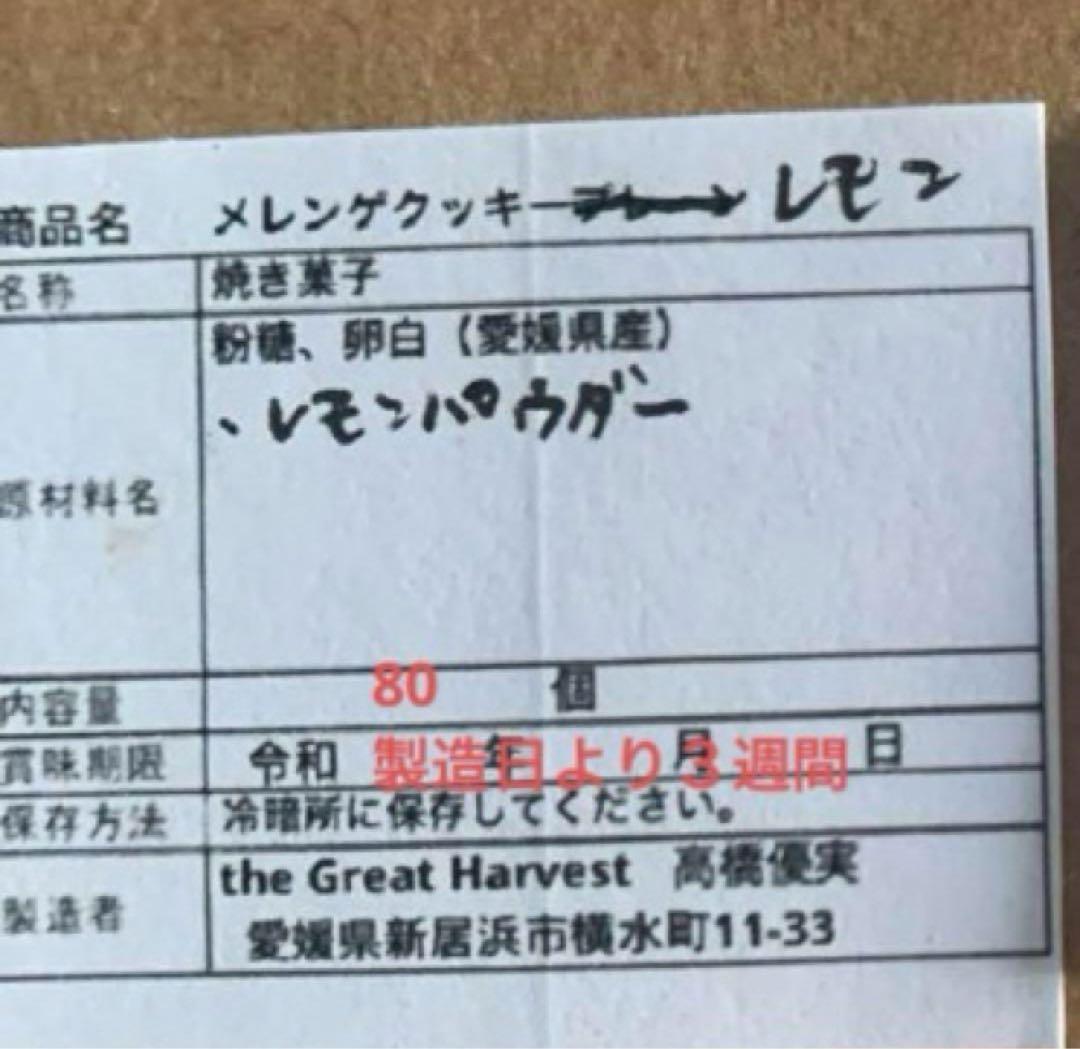 商品名 メレンゲクッキー レモン
名称 焼き菓子
粉糖、卵白（愛媛県産）
、レモンパウダー
原材料名
内容量 80 個
賞味期限 令和 年 月 日
製造日より3週間
保存方法 冷暗所に保存してください。
製造者 the Great Harvest 高橋優実
愛媛県新居浜市横水町11-33